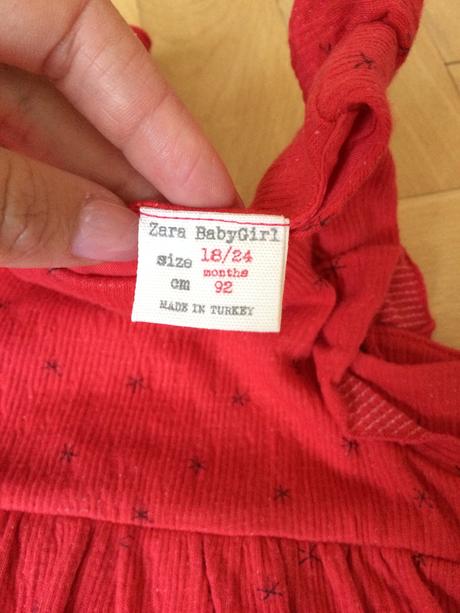 Zara BabyGirl
size 18/24
months
cm 92
MADE IN TURKEY